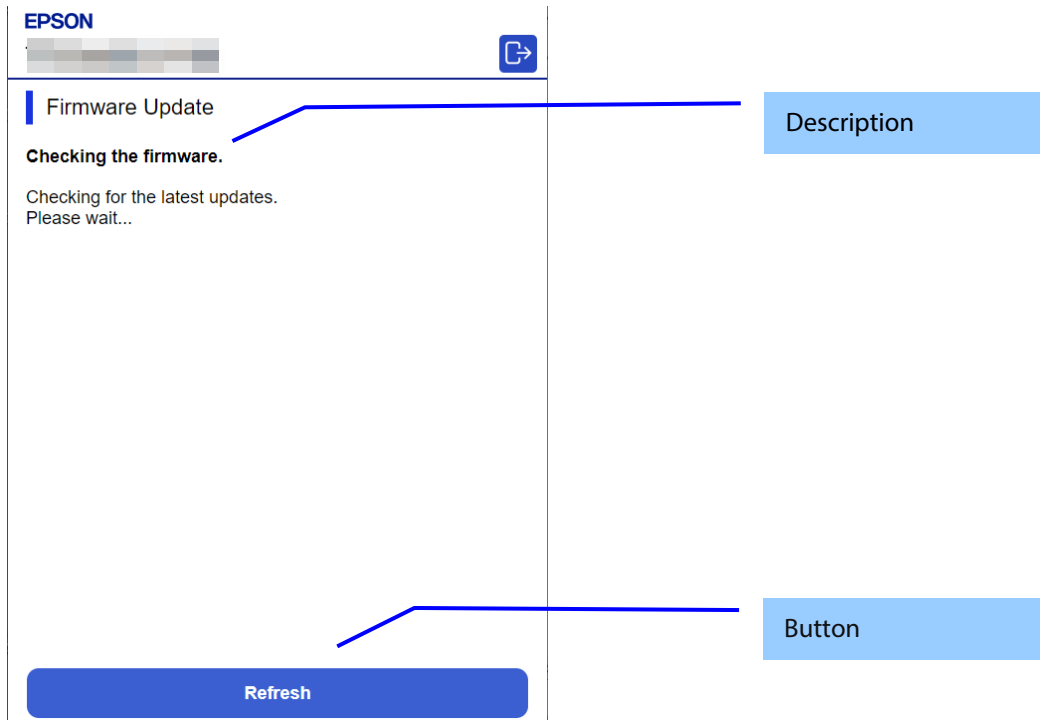 EPSON
Firmware Update
Description
Checking the firmware.
Checking for the latest updates.
Please wait...
Button
Refresh